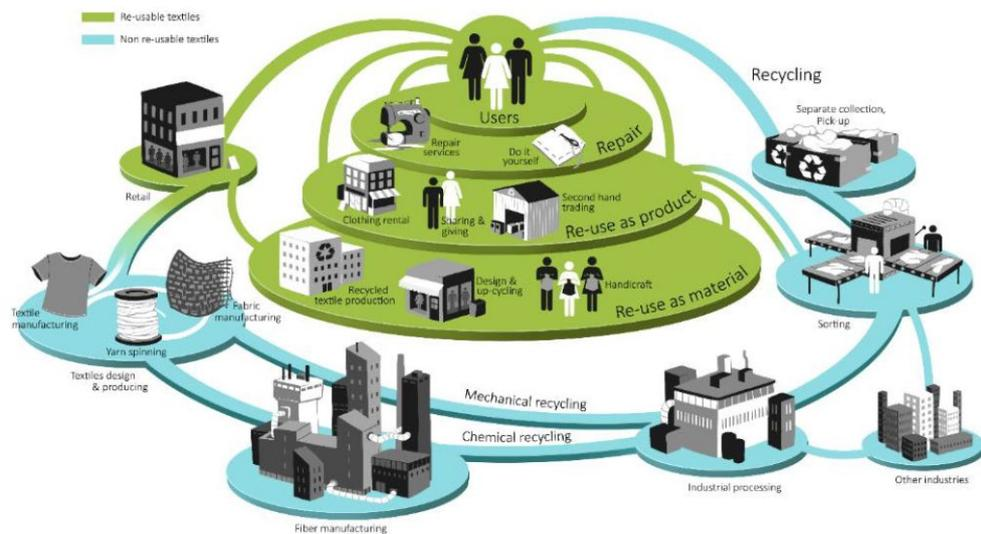 Re-usable textiles
Non re-usable textiles
Users
Recycling
Separate collection,
Pick-up
Repair
services
Do it
yourself
Repair
Retail
Clothing rental
Sharing &
giving
Second hand
trading
Re-use as product
Recycled
textile production
Design &
up-cycling
Handicraft
Re-use as material
Sorting
Textile
manufacturing
Fabric
manufacturing
Yarn spinning
Textiles design
& producing
Mechanical recycling
Chemical recycling
Fiber manufacturing
Industrial processing
Other industries